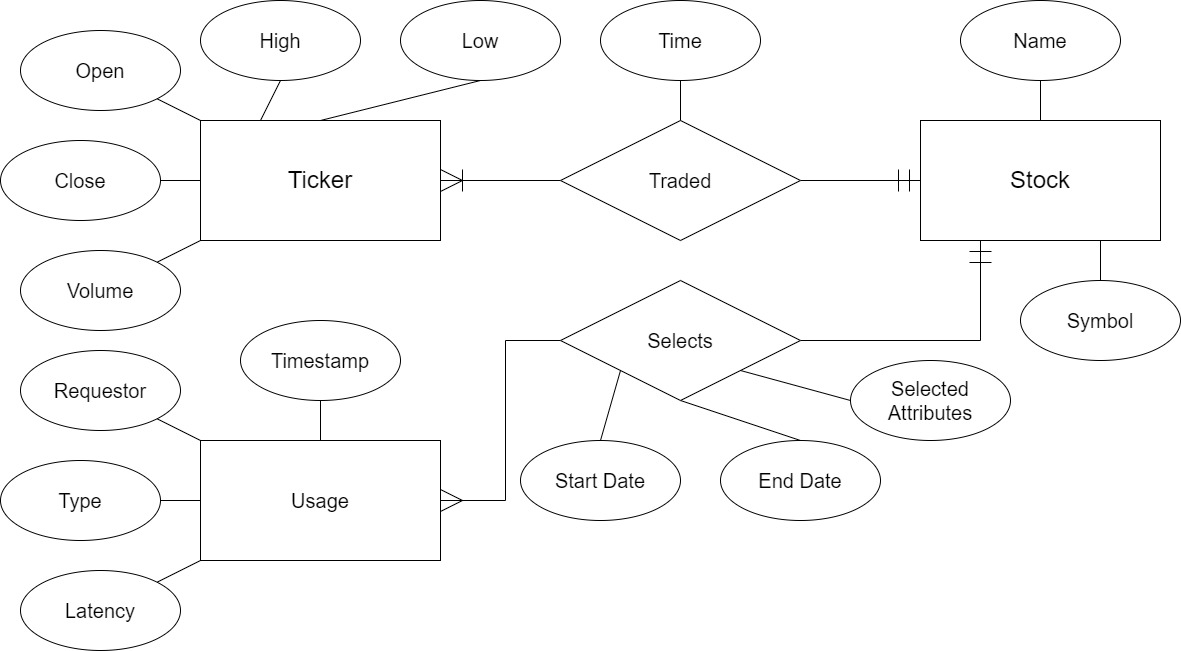 High
Low
Time
Name
Open
Close
Ticker
Traded
Stock
Volume
Symbol
Selects
Timestamp
Requestor
Selected
Attributes
Start Date
End Date
Type
Usage
Latency